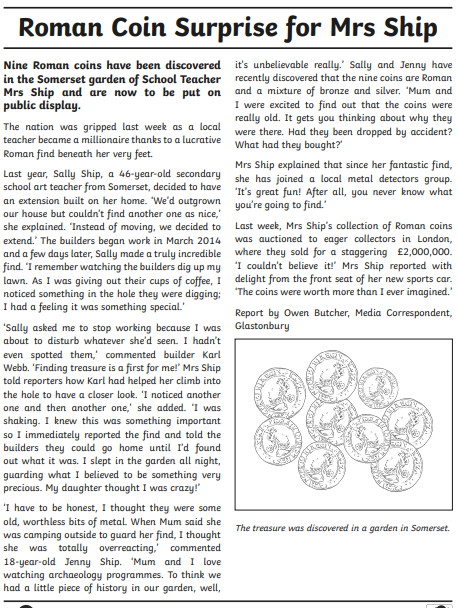 Roman Coin Surprise for Mrs Ship
Nine Roman coins have been discovered
in the Somerset garden of School Teacher
Mrs Ship and are now to be put on
public display.
The nation was gripped last week as a local
teacher became a millionaire thanks to a lucrative
Roman find beneath her very feet.
Last year, Sally Ship, a 46-year-old secondary
school art teacher from Somerset, decided to have
an extension built on her home. ‘We’d outgrown
our house but couldn’t find another one as nice,’
she explained. ‘Instead of moving, we decided to
extend.’ The builders began work in March 2014
and a few days later, Sally made a truly incredible
find. ‘I remember watching the builders dig up my
lawn. As I was giving out their cups of coffee, I
noticed something in the hole they were digging;
I had a feeling it was something special.’
‘Sally asked me to stop working because I was
about to disturb whatever she’d seen. I hadn’t
even spotted them,’ commented builder Karl
Webb. ‘Finding treasure is a first for me!’ Mrs Ship
told reporters how Karl had helped her climb into
the hole to have a closer look. ‘I noticed another
one and then another one,’ she added. ‘I was
shaking. I knew this was something important
so I immediately reported the find and told the
builders they could go home until I’d found
out what it was. I slept in the garden all night,
guarding what I believed to be something very
precious. My daughter thought I was crazy!’
‘I have to be honest, I thought they were some
old, worthless bits of metal. When Mum said she
was camping outside to guard her find, I thought
she was totally overreacting,’ commented
18-year-old Jenny Ship. ‘Mum and I love
watching archaeology programmes. To think we
had a little piece of history in our garden, well,
it’s unbelievable really.’ Sally and Jenny have
recently discovered that the nine coins are Roman
and a mixture of bronze and silver. ‘Mum and
I were excited to find out that the coins were
really old. It gets you thinking about why they
were there. Had they been dropped by accident?
What had they bought?’
Mrs Ship explained that since her fantastic find,
she has joined a local metal detectors group.
‘It’s great fun! After all, you never know what
you’re going to find.’
Last week, Mrs Ship’s collection of Roman coins
was auctioned to eager collectors in London,
where they sold for a staggering £2,000,000.
‘I couldn’t believe it!’ Mrs Ship reported with
delight from the front seat of her new sports car.
‘The coins were worth more than I ever imagined.’
Report by Owen Butcher, Media Correspondent,
Glastonbury
The treasure was discovered in a garden in Somerset.